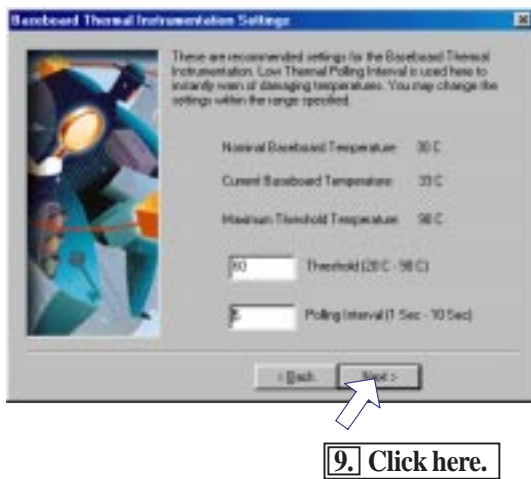 Baseboard Thermal Instrumentation Settings
These are recommended settings for the Baseboard Thermal
Instrumentation. Low Thermal Polling Interval is used here to
instantly warn of damaging temperatures. You may change the
settings within the range specified.
Nominal Baseboard Temperature:
Current Baseboard Temperature: 33 C
Maximum Threshold Temperature: 90 C
60 Threshold (20 C - 90 C)
Polling Interval (1 Sec - 10 Sec)
< Back Next >
9. Click here.